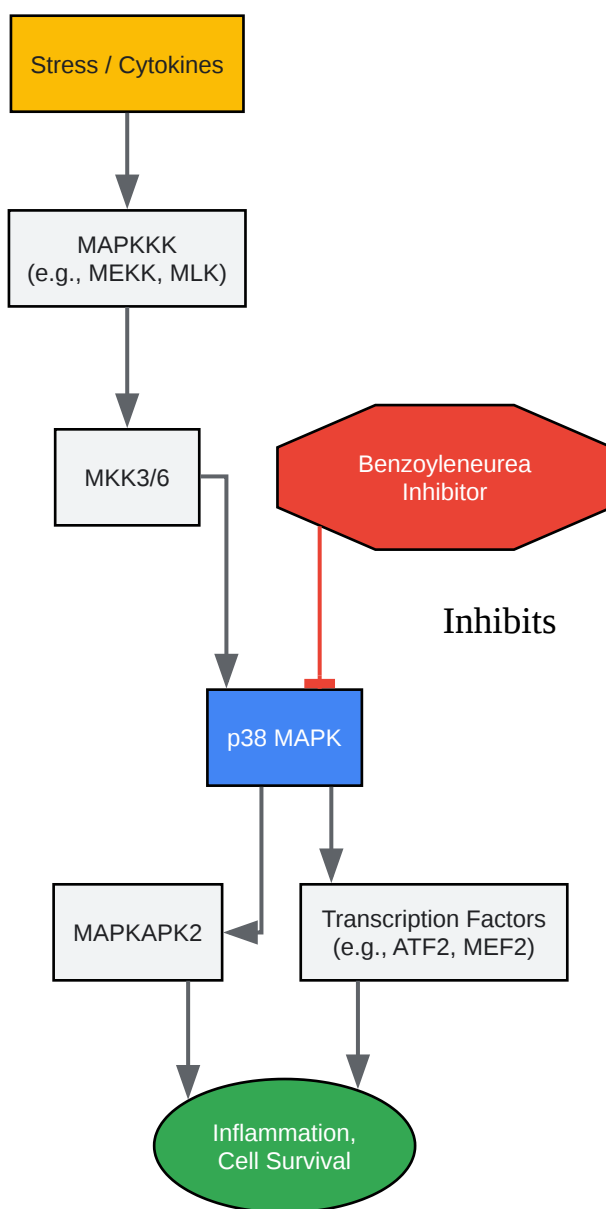 Stress / Cytokines
MAPKKK
(e.g., MEKK, MLK)
MKK3/6
Benzoyleneurea
Inhibitor
Inhibits
p38 MAPK
MAPKAPK2
Transcription Factors
(e.g., ATF2, MEF2)
Inflammation,
Cell Survival